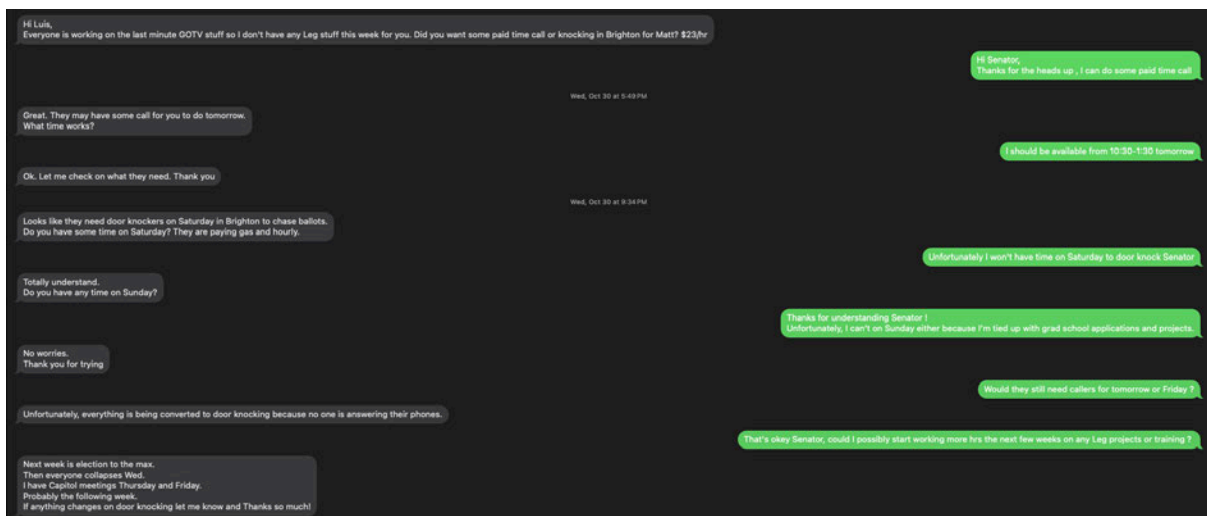 Hi Luis,
Everyone is working on the last minute GOTV stuff so I don't have any Leg stuff this week for you. Did you want some paid time call or knocking in Brighton for Matt? $23/hr
Hi Senator,
Thanks for the heads up , I can do some paid time call
Wed, Oct 30 at 5:49 PM
Great. They may have some call for you to do tomorrow.
What time works?
I should be available from 10:30-1:30 tomorrow
Ok. Let me check on what they need. Thank you
Wed, Oct 30 at 9:34 PM
Looks like they need door knockers on Saturday in Brighton to chase ballots.
Do you have some time on Saturday? They are paying gas and hourly.
Unfortunately I won't have time on Saturday to door knock Senator
Totally understand.
Do you have any time on Sunday?
Thanks for understanding Senator !
Unfortunately, I can't on Sunday either because I'm tied up with grad school applications and projects.
No worries.
Thank you for trying
Would they still need callers for tomorrow or Friday ?
Unfortunately, everything is being converted to door knocking because no one is answering their phones.
That's okey Senator, could I possibly start working more hrs the next few weeks on any Leg projects or training ?
Next week is election to the max.
Then everyone collapses Wed.
I have Capitol meetings Thursday and Friday.
Probably the following week.
If anything changes on door knocking let me know and Thanks so much!